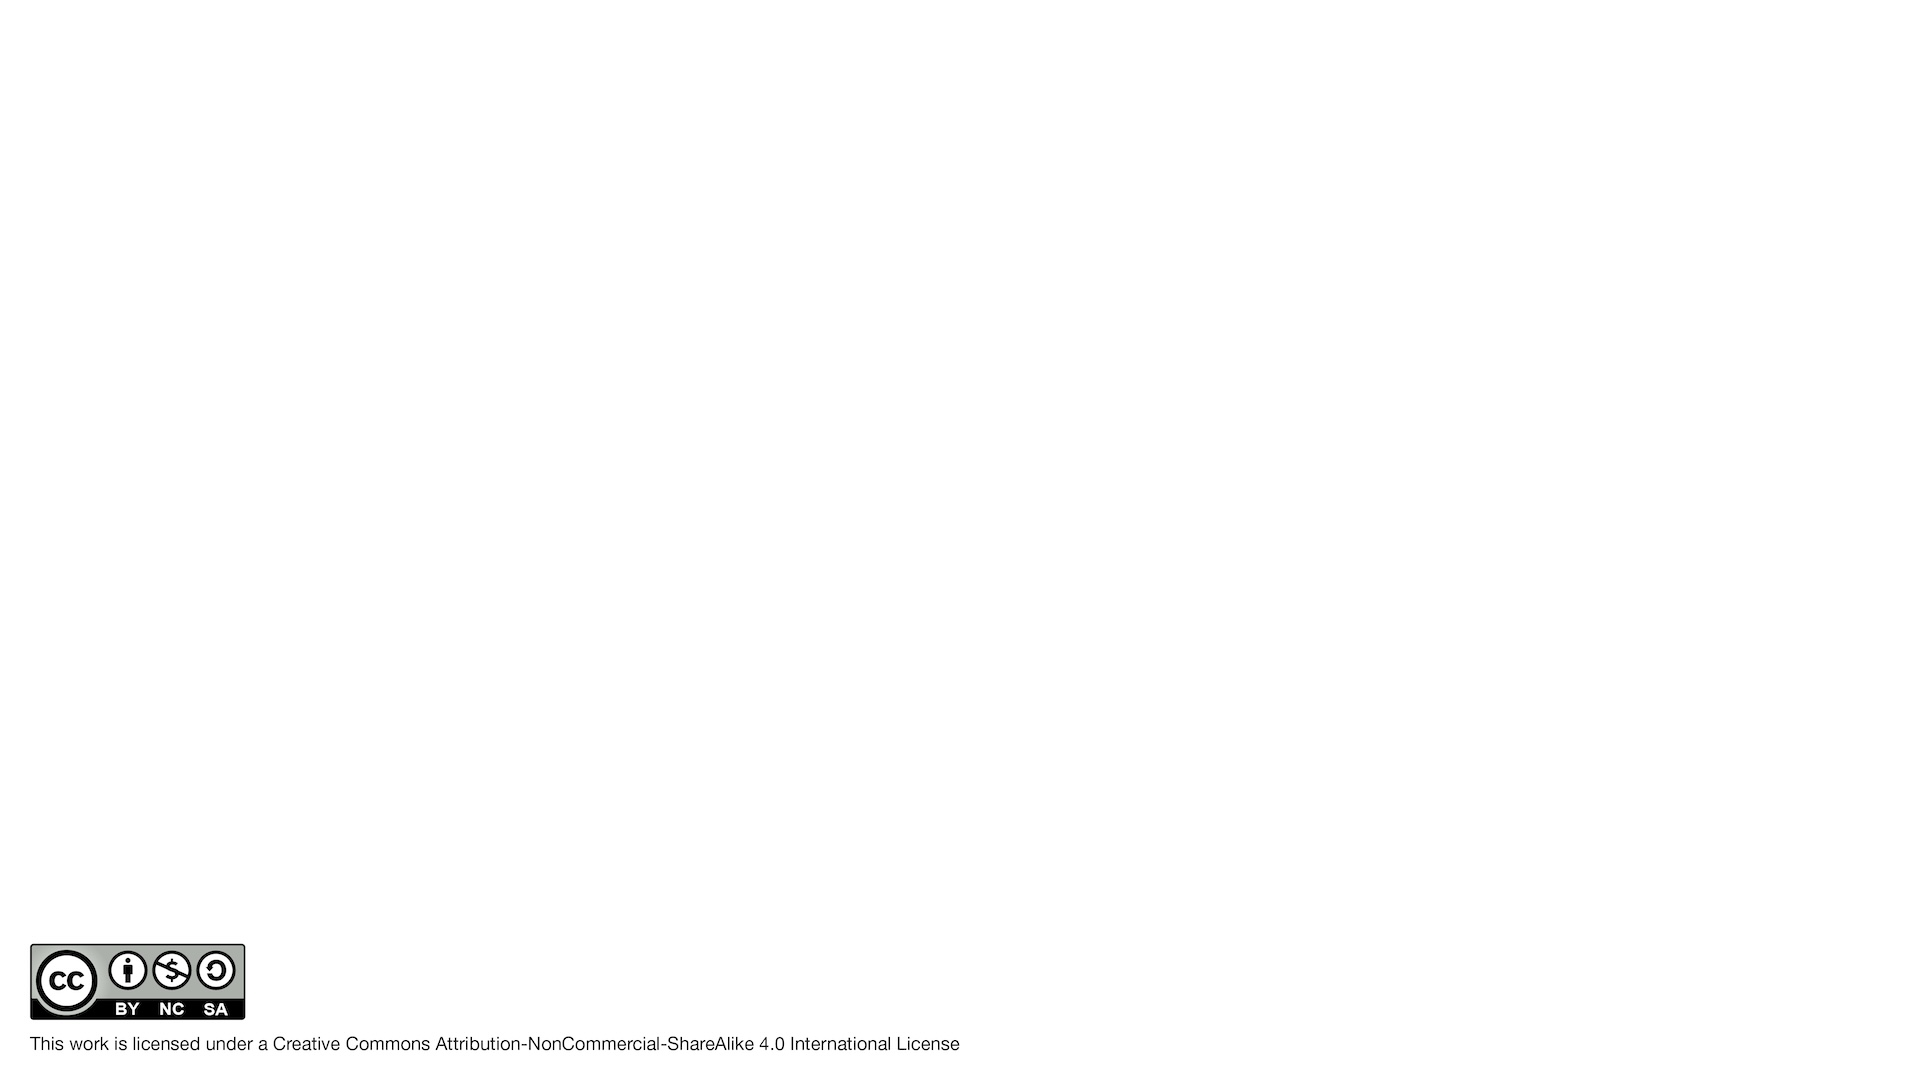 cc
BY NC SA
This work is licensed under a Creative Commons Attribution-NonCommercial-ShareAlike 4.0 International License